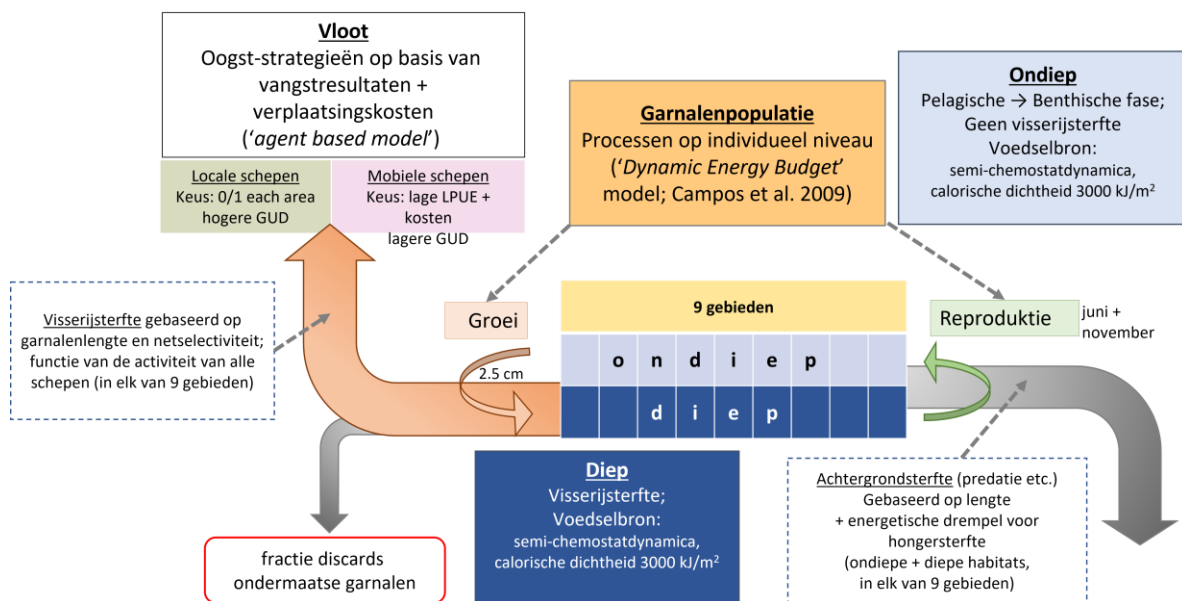 Vloot
Oogst-strategieën op basis van
vangstresultaten +
verplaatsingskosten
(‘agent based model’)
Locale schepen
Keus: 0/1 each area
hogere GUD
Mobiele schepen
Keus: lage LPUE +
kosten
lagere GUD
Garnalenpopulatie
Processen op individueel niveau
(‘Dynamic Energy Budget’
model; Campos et al. 2009)
Ondiep
Pelagische → Benthische fase;
Geen visserijsterfte
Voedselbron:
semi-chemostatdynamica,
calorische dichtheid 3000 kJ/m²
Visserijsterfte gebaseerd op
garnalenlengte en netselectiviteit;
functie van de activiteit van alle
schepen (in elk van 9 gebieden)
Groei
2.5 cm
9 gebieden
o n d i e p
d i e p
Reproduktie
juni +
november
Diep
Visserijsterfte;
Voedselbron:
semi-chemostatdynamica,
calorische dichtheid 3000 kJ/m²
Achtergrondsterfte (predatie etc.)
Gebaseerd op lengte
+ energetische drempel voor
hongersterfte
(ondiepe + diepe habitats,
in elk van 9 gebieden)
fractie discards
ondermaatse garnalen